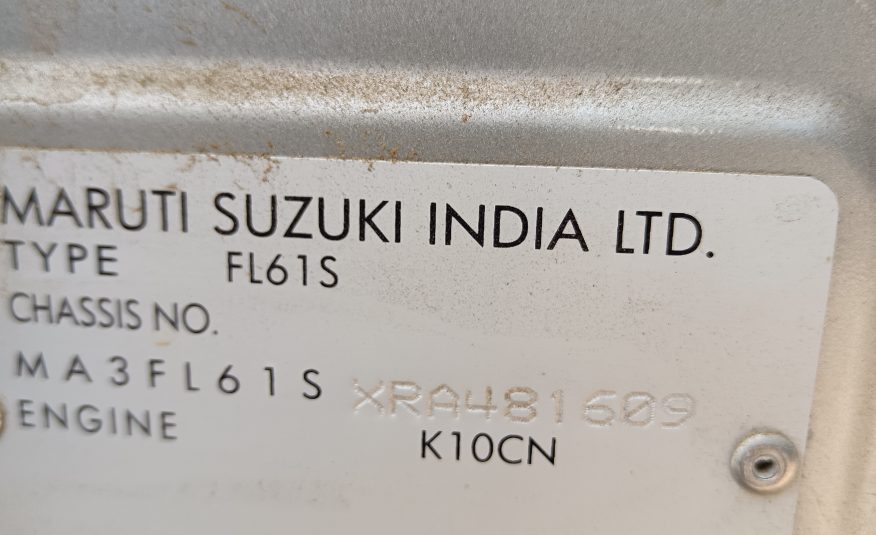 MARUTI SUZUKI INDIA LTD.
TYPE FL61S
CHASSIS NO.
MA3FL61S XRA481609
ENGINE K10CN